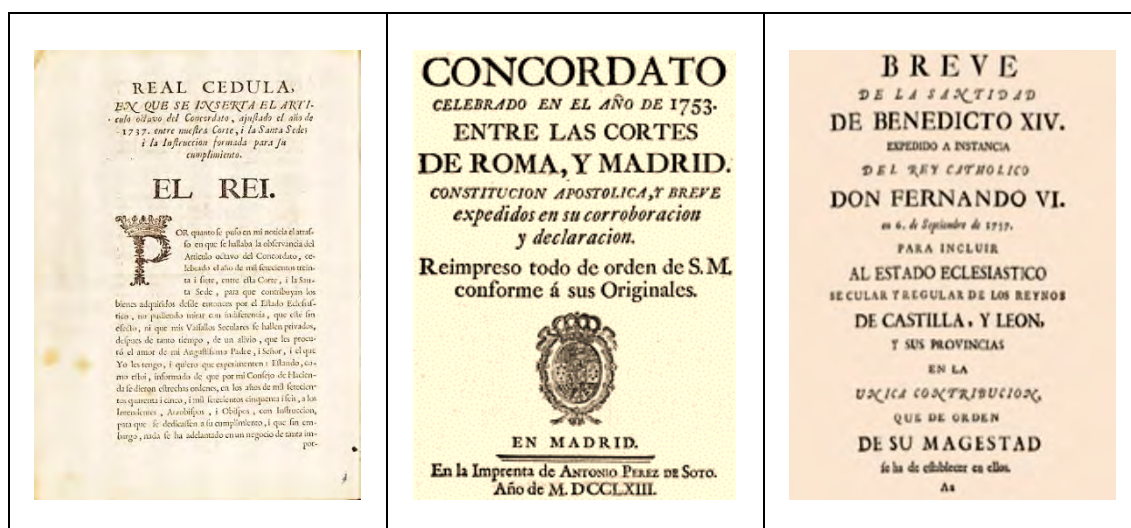 REAL CEDULA,
EN QUE SE INSERTA EL ARTI-
culo octavo del Concordato, ajustado el año de
1737. entre nuestra Corte, i la Santa Sede;
i la Instruccion formada para su
cumplimiento.
EL REI.
POR quanto se puso en mi noticia el atras-
so en que se hallaba la observancia del
Articulo octavo del Concordato, ce-
lebrado el año de mil setecientos trein-
ta i siete, entre esta Corte, i la San-
ta Sede, para que contribuyan los
bienes adquiridos desde entonces por el Estado Eclesias-
tico, no pudiendo mirar con indiferencia, que esté sin
efecto, ni que mis Vassallos Seculares se hallen privados,
despues de tanto tiempo, de un alivio, que les procu-
ró el amor de mi Augustissimo Padre, i Señor, i el que
Yo les tengo, i quiero que experimenten: Estando, co-
mo estoi, informado de que por mi Consejo de Hacien-
da se dieron estrechas ordenes, en los años de mil setecien-
tos quarenta i cinco, i mil setecientos cinquenta i seis, a los
Intendentes, Arzobispos, i Obispos, con Instruccion,
para que se dedicassen a su cumplimiento, i que sin em-
bargo, nada se ha adelantado en un negocio de tanta im-
por-
CONCORDATO
CELEBRADO EN EL AÑO DE 1753.
ENTRE LAS CORTES
DE ROMA, Y MADRID.
CONSTITUCION APOSTOLICA, Y BREVE
expedidos en su corroboracion
y declaracion.
Reimpreso todo de orden de S.M.
conforme á sus Originales.
EN MADRID.
En la Imprenta de ANTONIO PEREZ DE SOTO.
Año de M.DCCLXIII.
BREVE
DE LA SANTIDAD
DE BENEDICTO XIV.
EXPEDIDO A INSTANCIA
DEL REY CATHOLICO
DON FERNANDO VI.
en 6. de Septiembre de 1757.
PARA INCLUIR
AL ESTADO ECLESIASTICO
SECULAR Y REGULAR DE LOS REYNOS
DE CASTILLA, Y LEON,
Y SUS PROVINCIAS
EN LA
UNICA CONTRIBUCION,
QUE DE ORDEN
DE SU MAGESTAD
se ha de establecer en ellos.
Aa